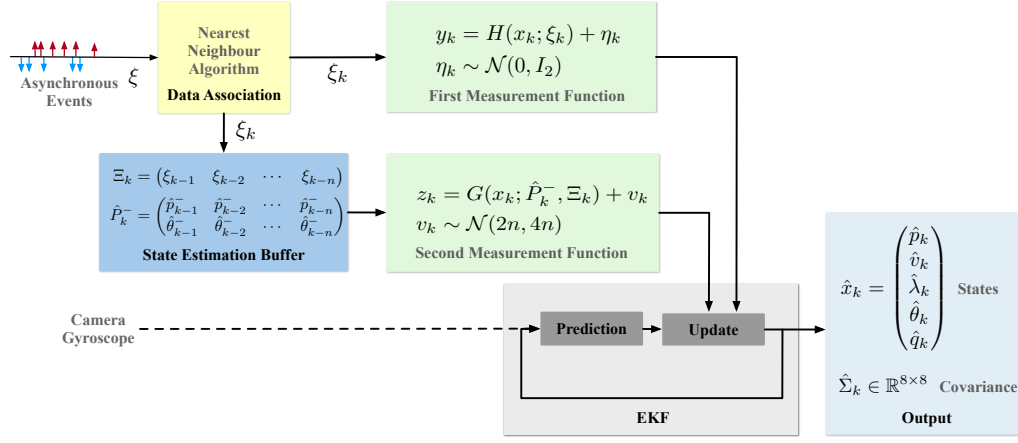 Asynchronous
Events
ξ
Nearest
Neighbour
Algorithm
Data Association
ξ_k
ξ_k
y_k = H(x_k; ξ_k) + η_k
η_k ∼ 𝒩(0, I_2)
First Measurement Function
Ξ_k = (ξ_{k−1} ξ_{k−2} ⋯ ξ_{k−n})
P̂_k^− = (p̂_{k−1}^− p̂_{k−2}^− ⋯ p̂_{k−n}^−
θ̂_{k−1}^− θ̂_{k−2}^− ⋯ θ̂_{k−n}^−)
State Estimation Buffer
z_k = G(x_k; P̂_k^−, Ξ_k) + v_k
v_k ∼ 𝒩(2n, 4n)
Second Measurement Function
Camera
Gyroscope
Prediction
Update
EKF
x̂_k = (p̂_k
v̂_k
λ̂_k
θ̂_k
q̂_k)
States
Σ̂_k ∈ ℝ^{8×8} Covariance
Output